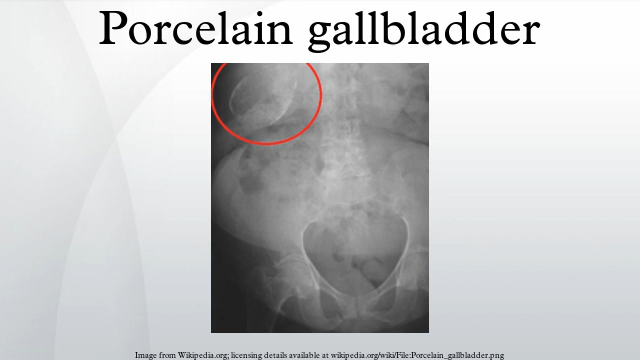 Porcelain gallbladder
Image from Wikipedia.org; licensing details available at wikipedia.org/wiki/File:Porcelain_gallbladder.png